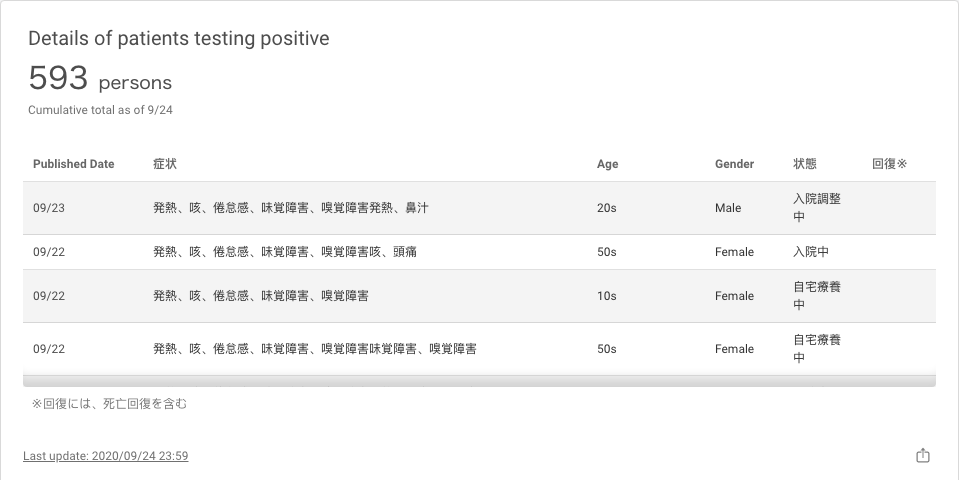 Details of patients testing positive
593 persons
Cumulative total as of 9/24
Published Date 症状 Age Gender 状態 回復※
09/23 発熱、咳、倦怠感、味覚障害、嗅覚障害発熱、鼻汁 20s Male 入院調整
中
09/22 発熱、咳、倦怠感、味覚障害、嗅覚障害咳、頭痛 50s Female 入院中
09/22 発熱、咳、倦怠感、味覚障害、嗅覚障害 10s Female 自宅療養
中
09/22 発熱、咳、倦怠感、味覚障害、嗅覚障害味覚障害、嗅覚障害 50s Female 自宅療養
中
※回復には、死亡回復を含む
Last update: 2020/09/24 23:59